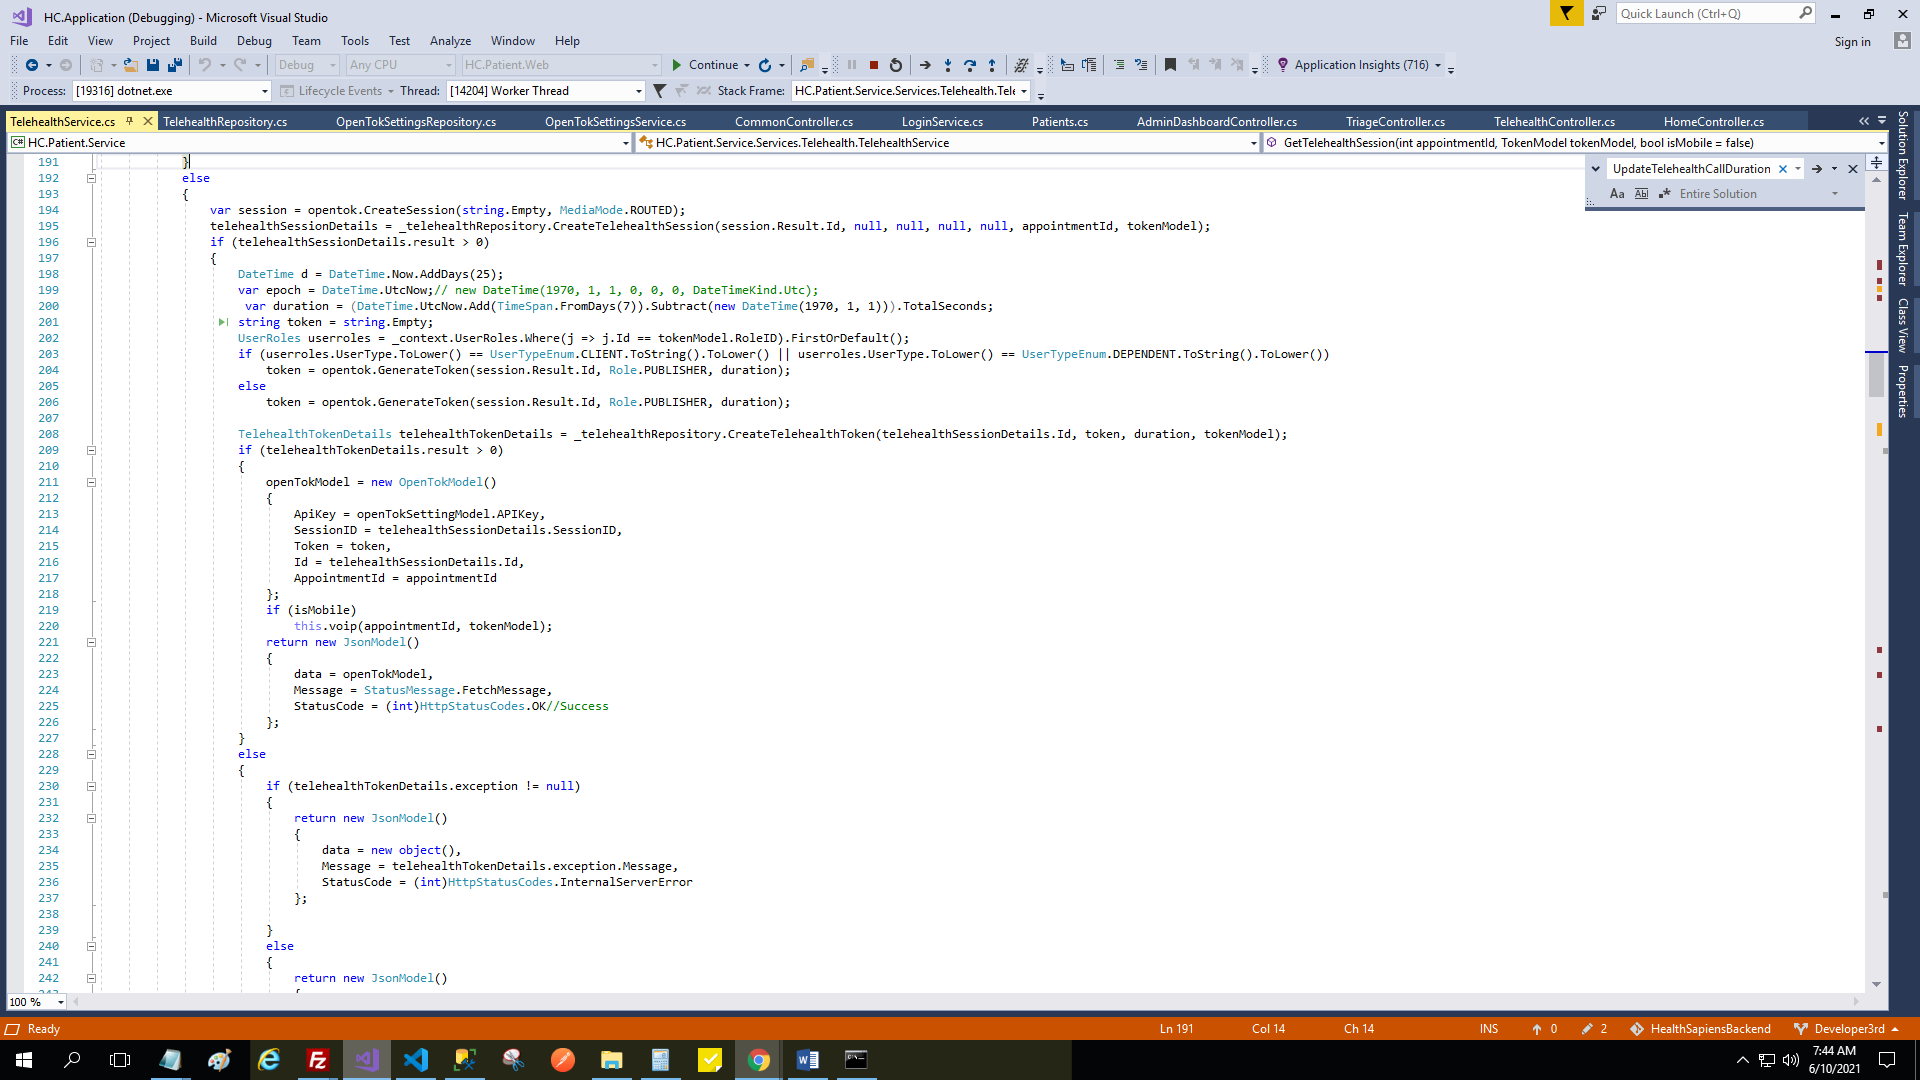 HC.Application (Debugging) - Microsoft Visual Studio
Quick Launch (Ctrl+Q)
File Edit View Project Build Debug Team Tools Test Analyze Window Help
Sign in
Debug Any CPU HC.Patient.Web Continue Application Insights (716)
Process: [19316] dotnet.exe Lifecycle Events Thread: [14204] Worker Thread Stack Frame: HC.Patient.Service.Services.Telehealth.Tele
TelehealthService.cs TelehealthRepository.cs OpenTokSettingsRepository.cs OpenTokSettingsService.cs CommonController.cs LoginService.cs Patients.cs AdminDashboardController.cs TriageController.cs TelehealthController.cs HomeController.cs
HC.Patient.Service HC.Patient.Service.Services.Telehealth.TelehealthService GetTelehealthSession(int appointmentId, TokenModel tokenModel, bool isMobile = false)
UpdateTelehealthCallDuration
Aa Ab Entire Solution
Solution Explorer
Team Explorer
Class View
Properties
191 }
192 else
193 {
194 var session = opentok.CreateSession(string.Empty, MediaMode.ROUTED);
195 telehealthSessionDetails = _telehealthRepository.CreateTelehealthSession(session.Result.Id, null, null, null, null, appointmentId, tokenModel);
196 if (telehealthSessionDetails.result > 0)
197 {
198 DateTime d = DateTime.Now.AddDays(25);
199 var epoch = DateTime.UtcNow;// new DateTime(1970, 1, 1, 0, 0, 0, DateTimeKind.Utc);
200 var duration = (DateTime.UtcNow.Add(TimeSpan.FromDays(7)).Subtract(new DateTime(1970, 1, 1))).TotalSeconds;
201 string token = string.Empty;
202 UserRoles userroles = _context.UserRoles.Where(j => j.Id == tokenModel.RoleID).FirstOrDefault();
203 if (userroles.UserType.ToLower() == UserTypeEnum.CLIENT.ToString().ToLower() || userroles.UserType.ToLower() == UserTypeEnum.DEPENDENT.ToString().ToLower())
204 token = opentok.GenerateToken(session.Result.Id, Role.PUBLISHER, duration);
205 else
206 token = opentok.GenerateToken(session.Result.Id, Role.PUBLISHER, duration);
207
208 TelehealthTokenDetails telehealthTokenDetails = _telehealthRepository.CreateTelehealthToken(telehealthSessionDetails.Id, token, duration, tokenModel);
209 if (telehealthTokenDetails.result > 0)
210 {
211 openTokModel = new OpenTokModel()
212 {
213 ApiKey = openTokSettingModel.APIKey,
214 SessionID = telehealthSessionDetails.SessionID,
215 Token = token,
216 Id = telehealthSessionDetails.Id,
217 AppointmentId = appointmentId
218 };
219 if (isMobile)
220 this.voip(appointmentId, tokenModel);
221 return new JsonModel()
222 {
223 data = openTokModel,
224 Message = StatusMessage.FetchMessage,
225 StatusCode = (int)HttpStatusCodes.OK//Success
226 };
227 }
228 else
229 {
230 if (telehealthTokenDetails.exception != null)
231 {
232 return new JsonModel()
233 {
234 data = new object(),
235 Message = telehealthTokenDetails.exception.Message,
236 StatusCode = (int)HttpStatusCodes.InternalServerError
237 };
238
239 }
240 else
241 {
242 return new JsonModel()
100 %
Ready Ln 191 Col 14 Ch 14 INS 0 2 HealthSapiensBackend Developer3rd
7:44 AM
6/10/2021